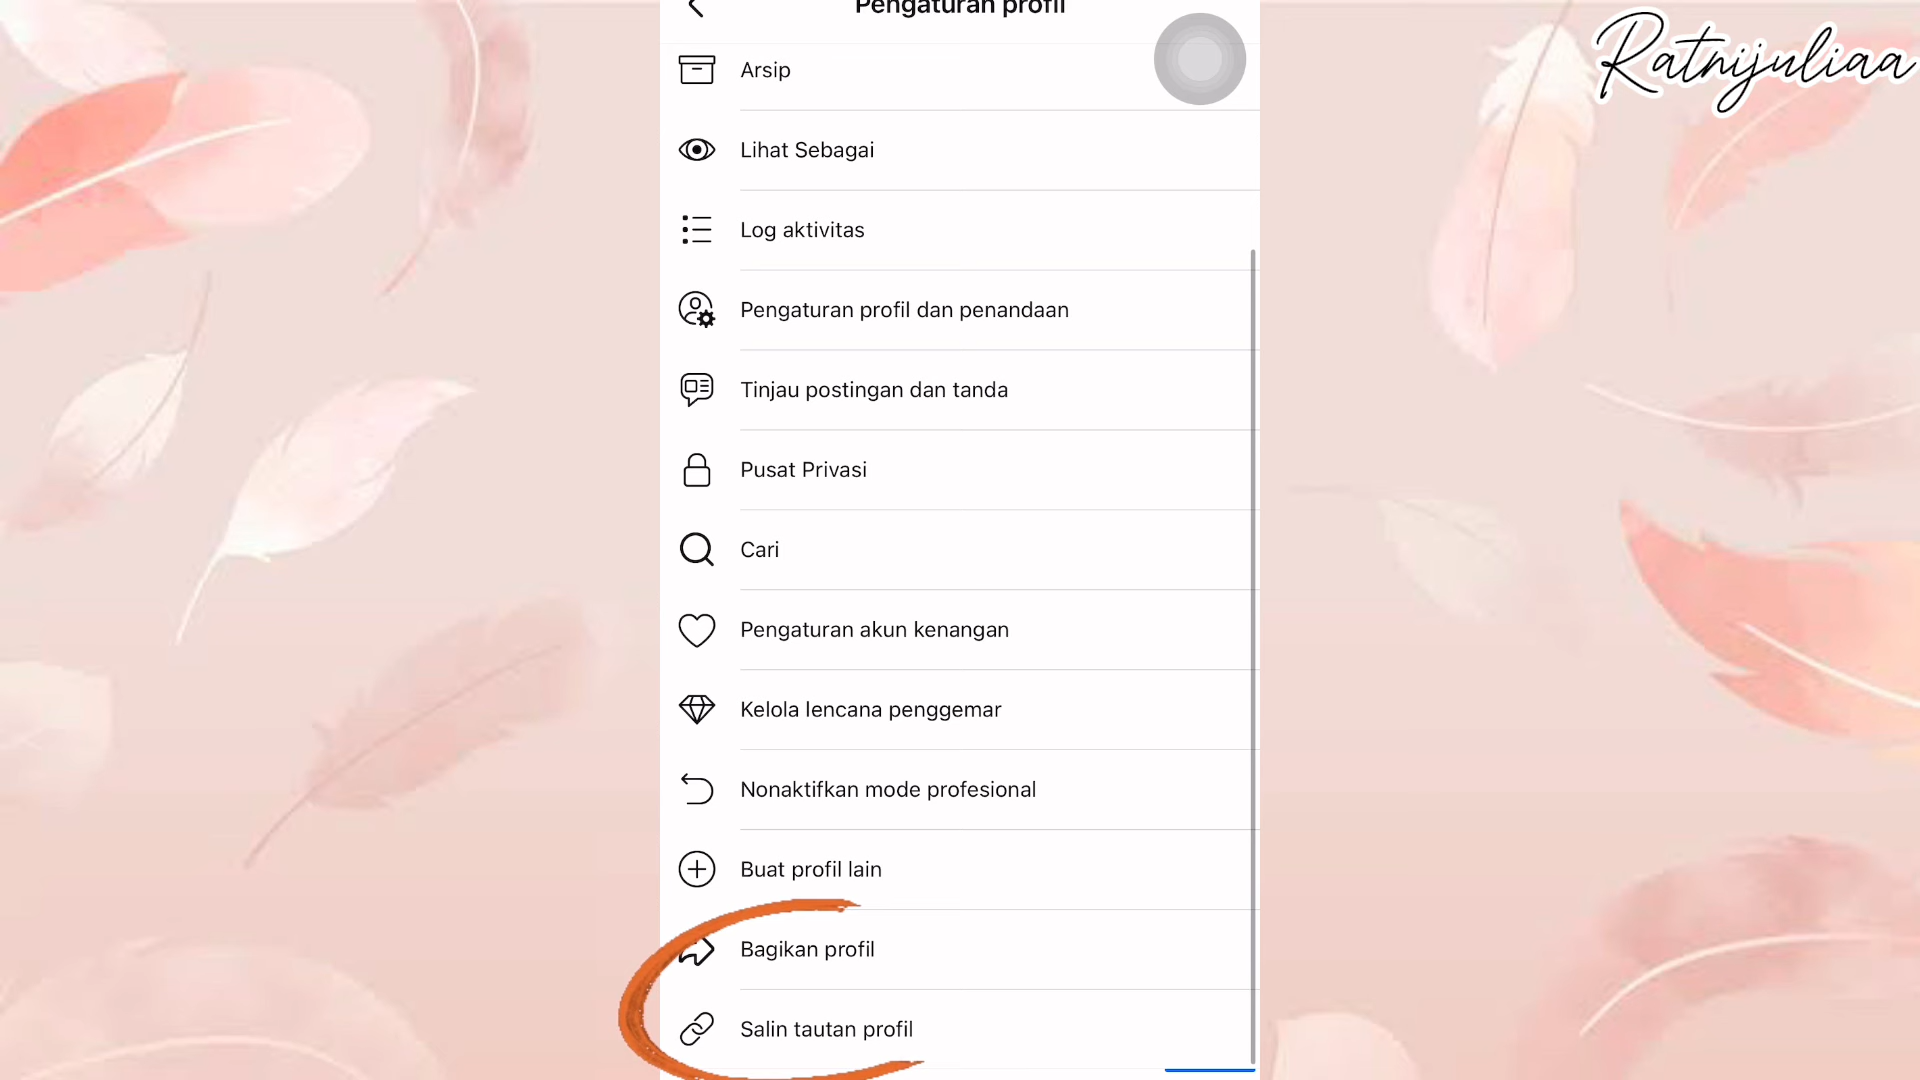 Pengaturan profil
Ratnijuliaa
Arsip
Lihat Sebagai
Log aktivitas
Pengaturan profil dan penandaan
Tinjau postingan dan tanda
Pusat Privasi
Cari
Pengaturan akun kenangan
Kelola lencana penggemar
Nonaktifkan mode profesional
Buat profil lain
Bagikan profil
Salin tautan profil